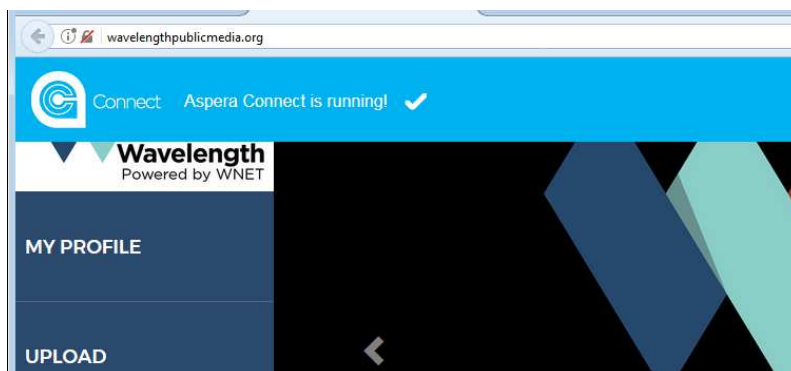 wavelengthpublicmedia.org
Connect Aspera Connect is running!
Wavelength
Powered by WNET
MY PROFILE
UPLOAD